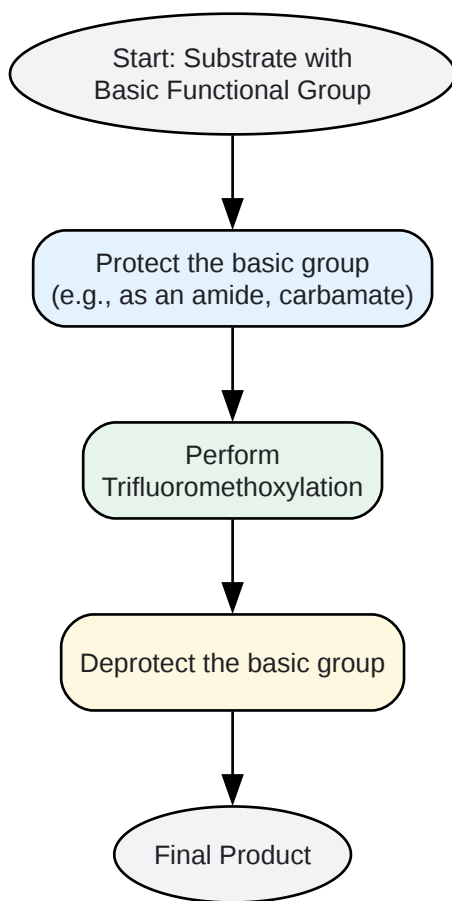 Start: Substrate with
Basic Functional Group
Protect the basic group
(e.g., as an amide, carbamate)
Perform
Trifluoromethoxylation
Deprotect the basic group
Final Product